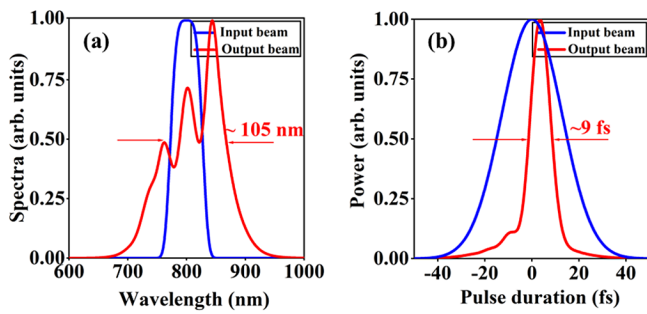 (a)
Input beam
Output beam
~ 105 nm
Spectra (arb. units)
1.00
0.75
0.50
0.25
0.00
600 700 800 900 1000
Wavelength (nm)
(b)
Input beam
Output beam
~9 fs
Power (arb. units)
1.00
0.75
0.50
0.25
0.00
-40 -20 0 20 40
Pulse duration (fs)